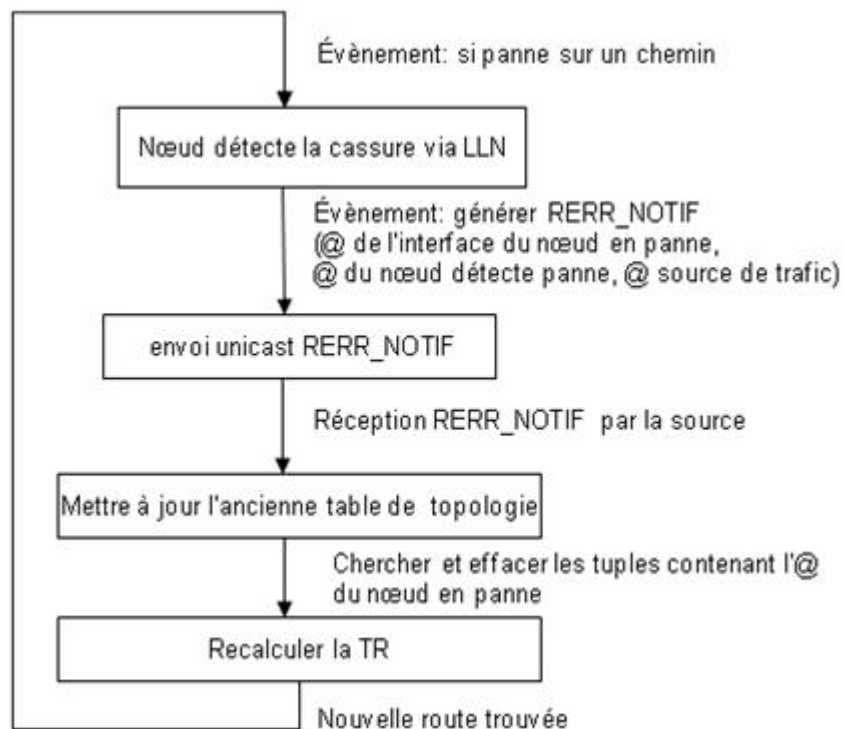 Évènement: si panne sur un chemin
Nœud détecte la cassure via LLN
Évènement: générer RERR_NOTIF
(@ de l'interface du nœud en panne,
@ du nœud détecte panne, @ source de trafic)
envoi unicast RERR_NOTIF
Réception RERR_NOTIF par la source
Mettre à jour l'ancienne table de topologie
Chercher et effacer les tuples contenant l'@
du nœud en panne
Recalculer la TR
Nouvelle route trouvée